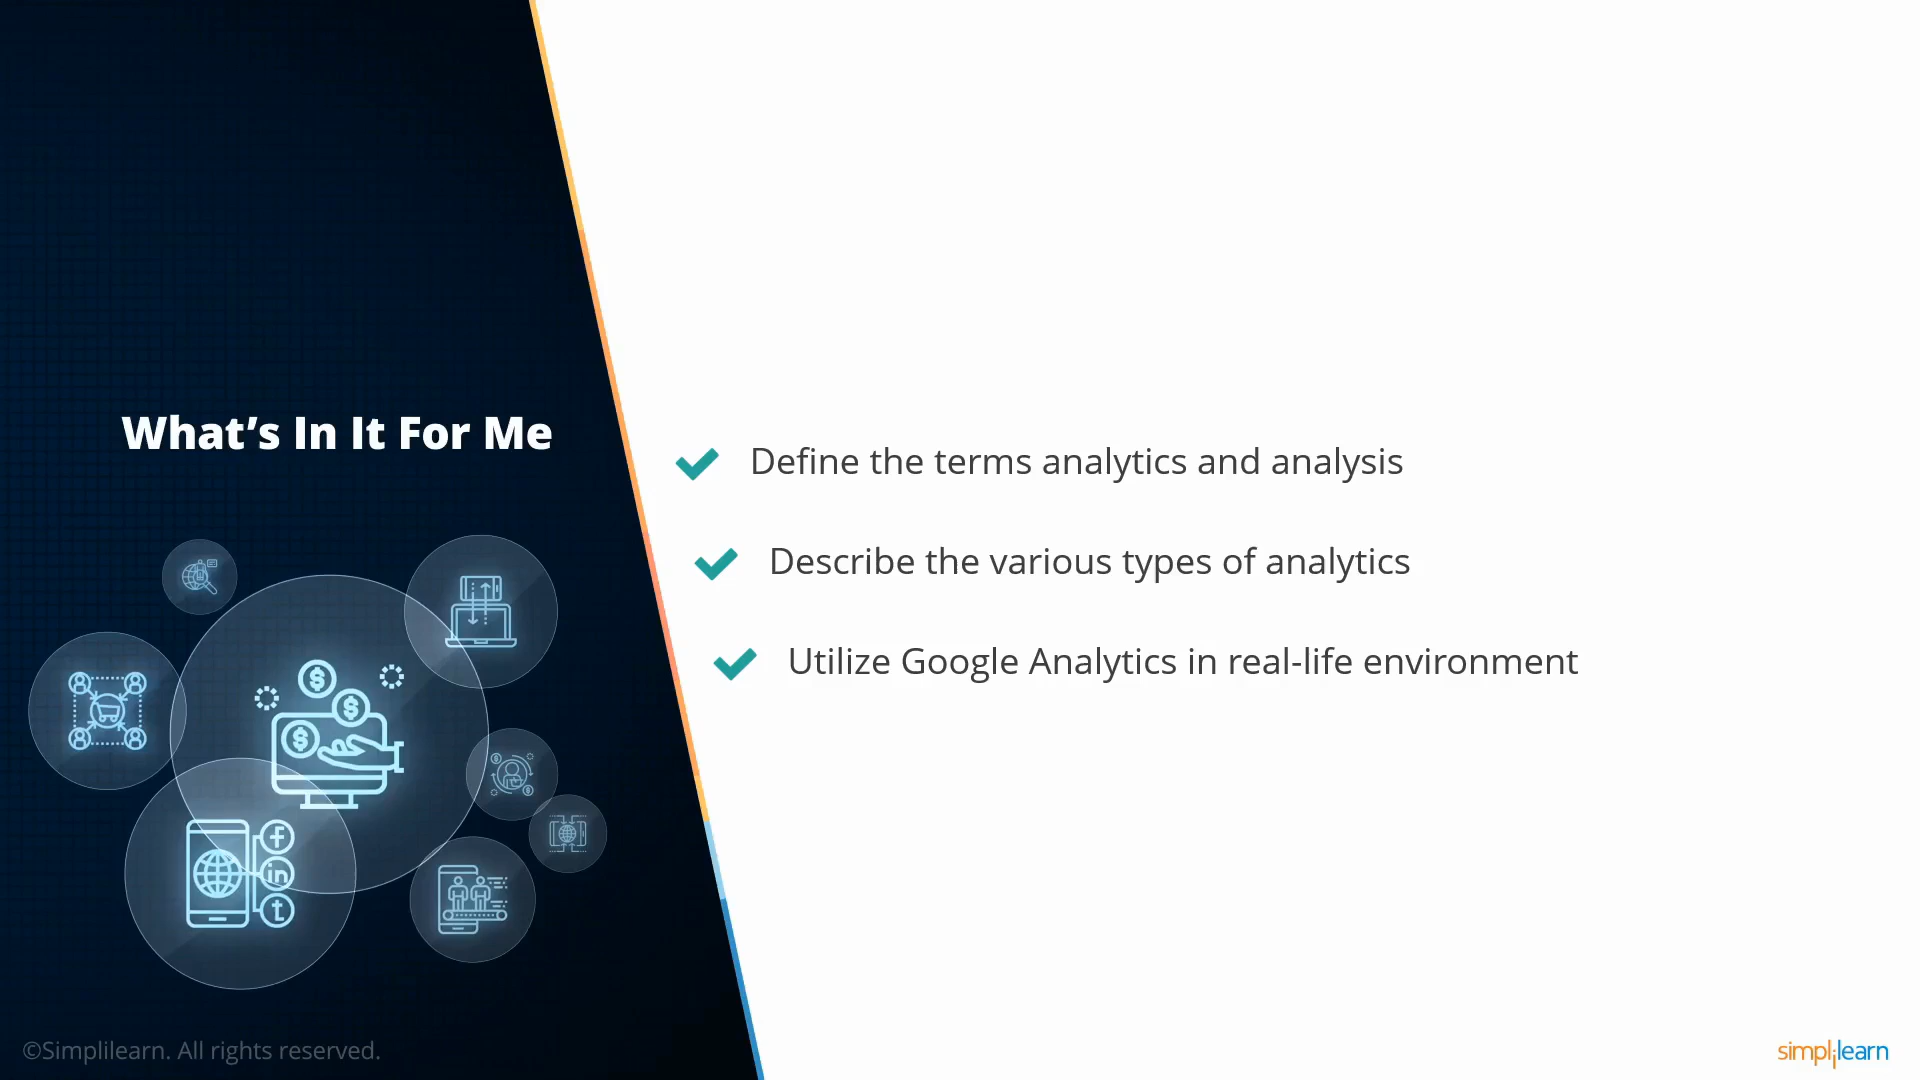 What's In It For Me
Define the terms analytics and analysis
Describe the various types of analytics
Utilize Google Analytics in real-life environment
$
$
$
f
in
t
©Simplilearn. All rights reserved.
simplilearn